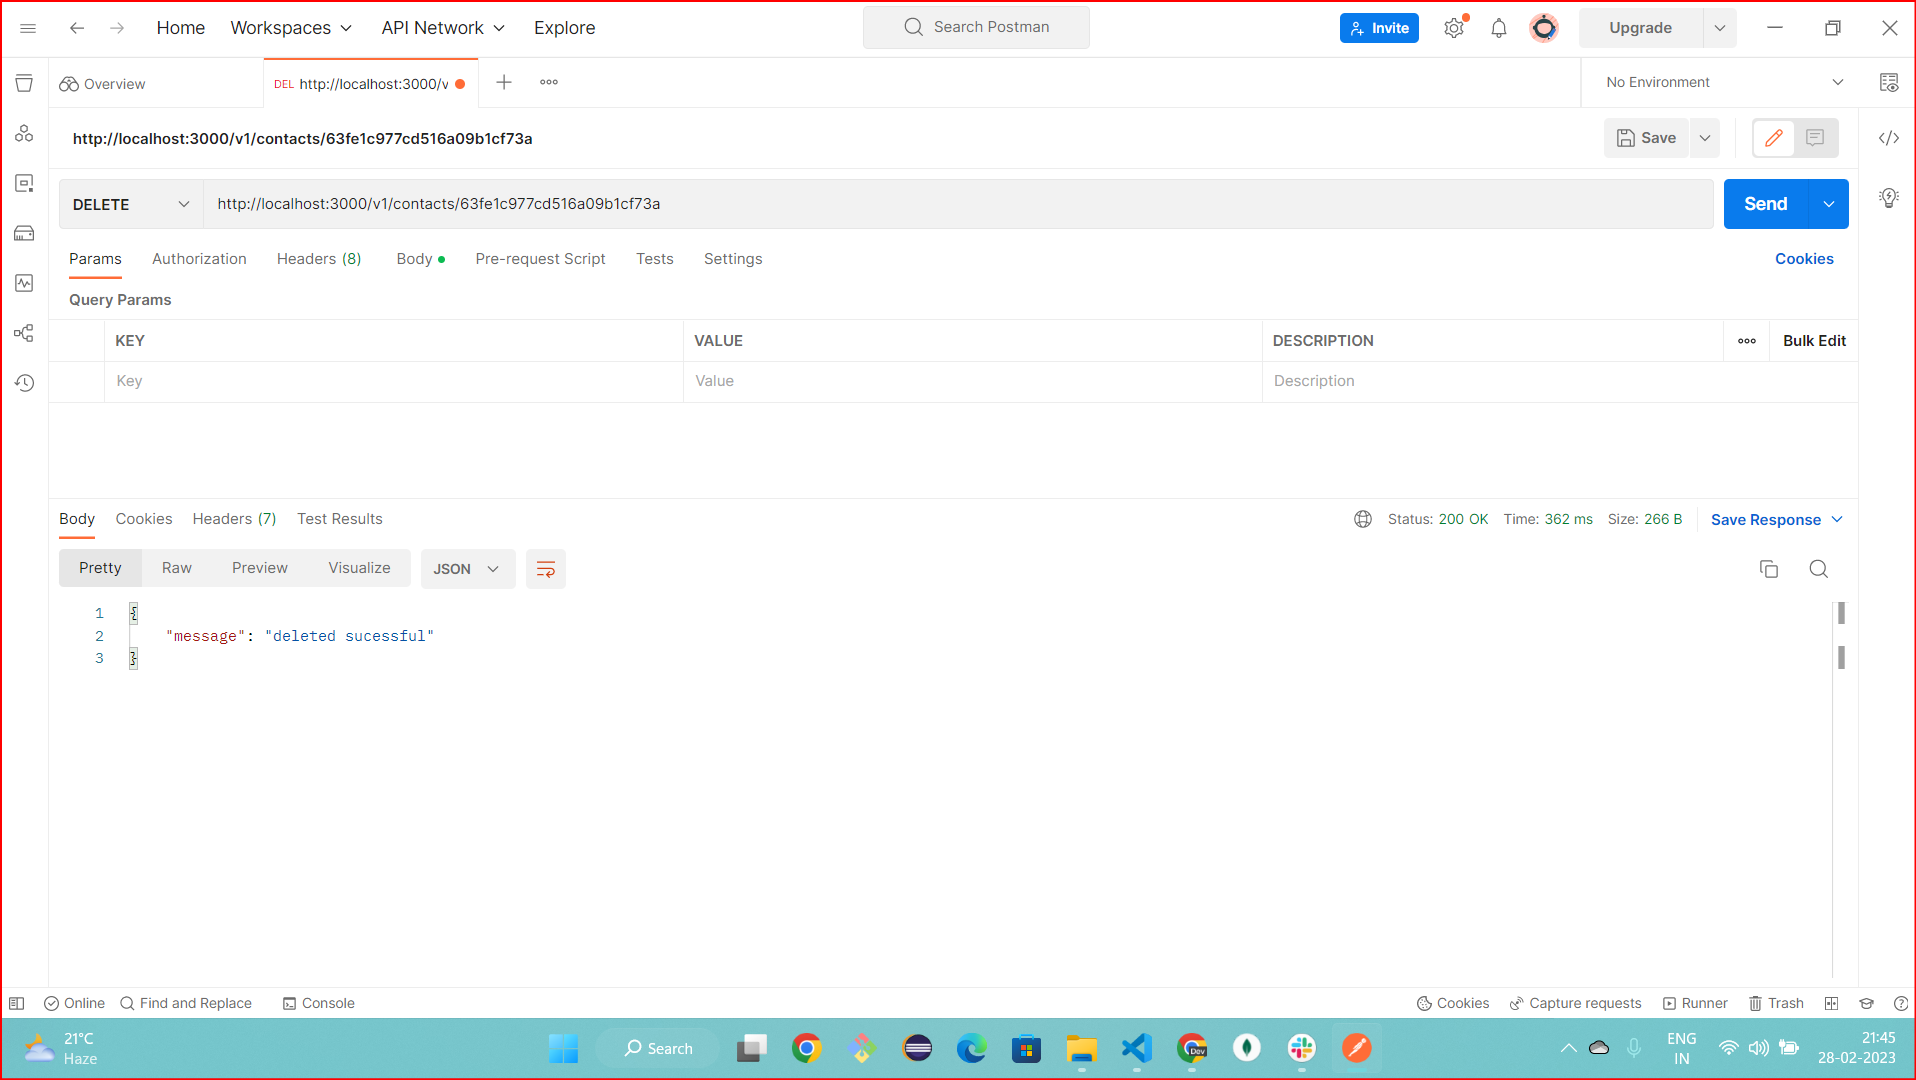 Home Workspaces API Network Explore Search Postman Invite Upgrade
Overview DEL http://localhost:3000/v No Environment
http://localhost:3000/v1/contacts/63fe1c977cd516a09b1cf73a Save
DELETE http://localhost:3000/v1/contacts/63fe1c977cd516a09b1cf73a Send
Params Authorization Headers (8) Body Pre-request Script Tests Settings Cookies
Query Params
KEY VALUE DESCRIPTION Bulk Edit
Key Value Description
Body Cookies Headers (7) Test Results Status: 200 OK Time: 362 ms Size: 266 B Save Response
Pretty Raw Preview Visualize JSON
1 {
2 "message": "deleted sucessful"
3 }
Online Find and Replace Console Cookies Capture requests Runner Trash
21°C
Haze
Search
Dev
ENG
IN
21:45
28-02-2023